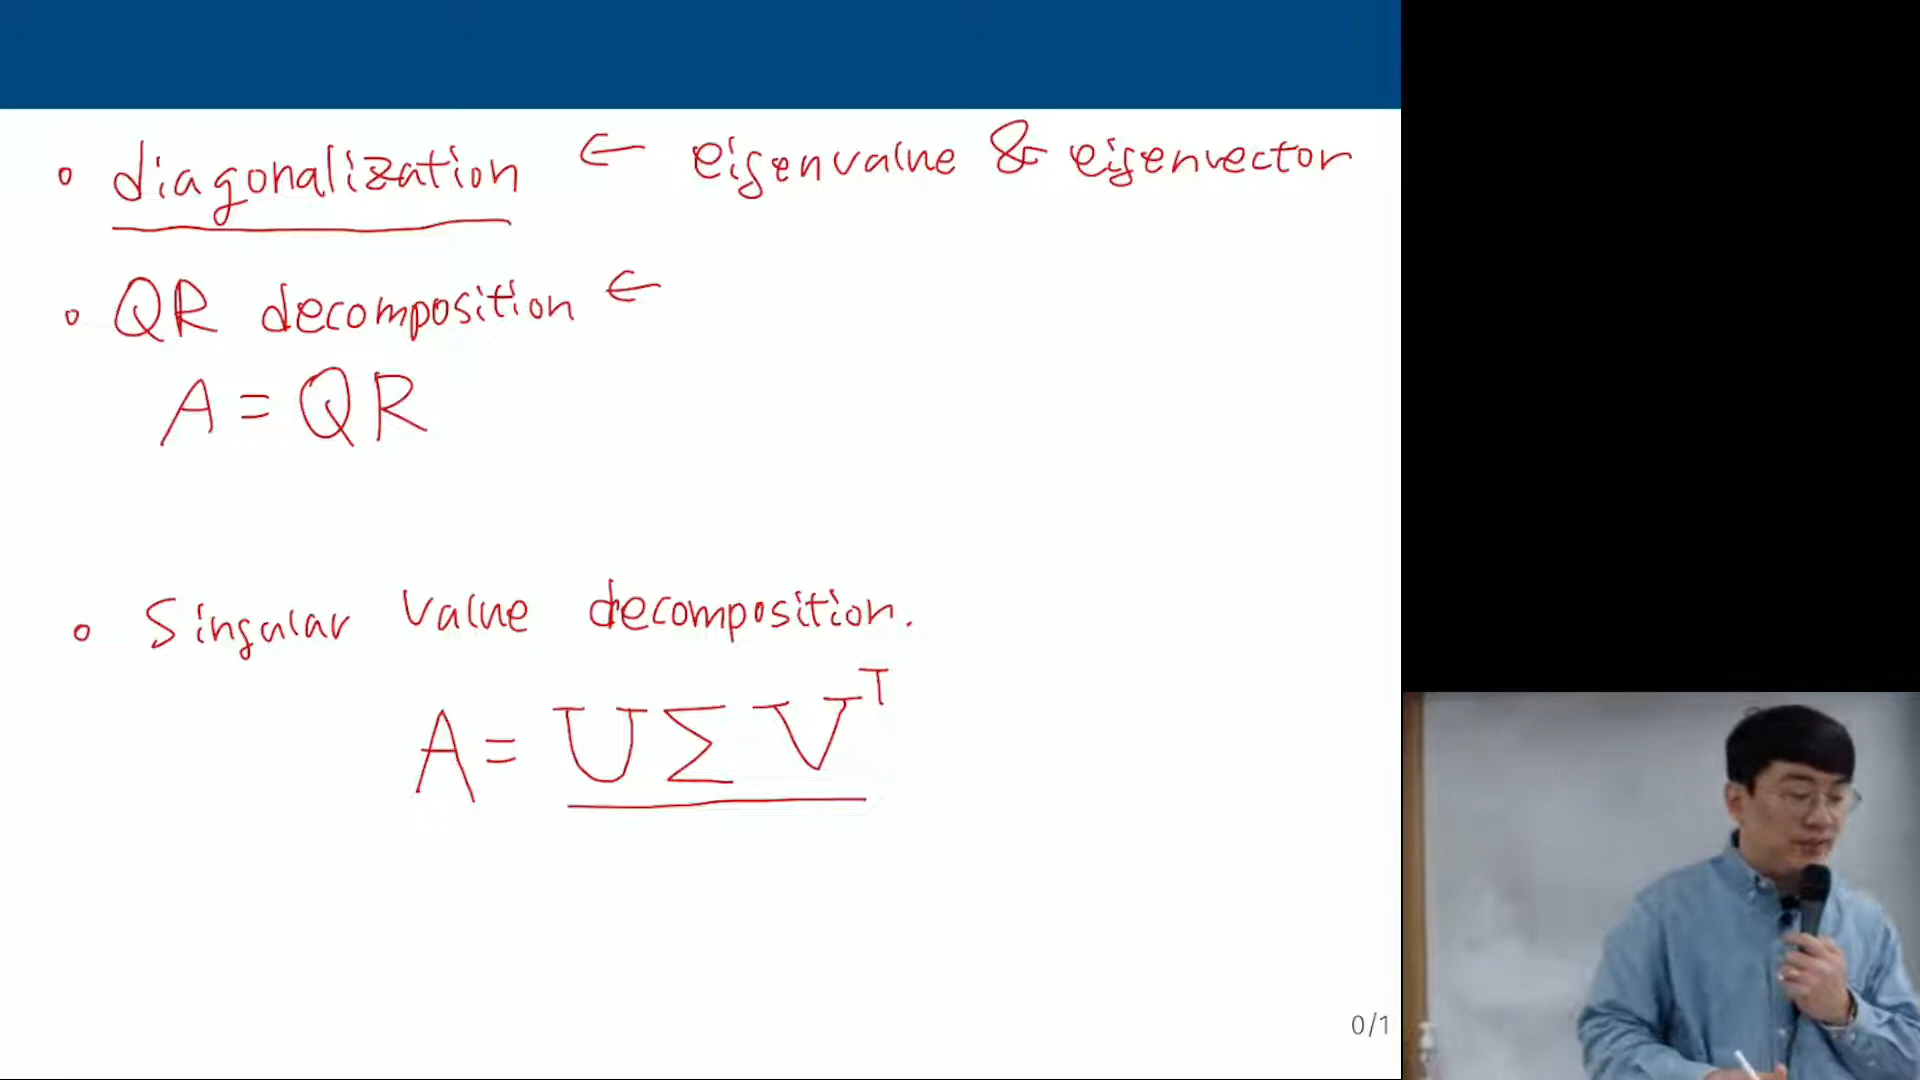 ◦ diagonalization ← eigenvalue & eigenvector
◦ QR decomposition ←
A = QR
◦ Singular Value decomposition.
A = UΣV^T
0/1